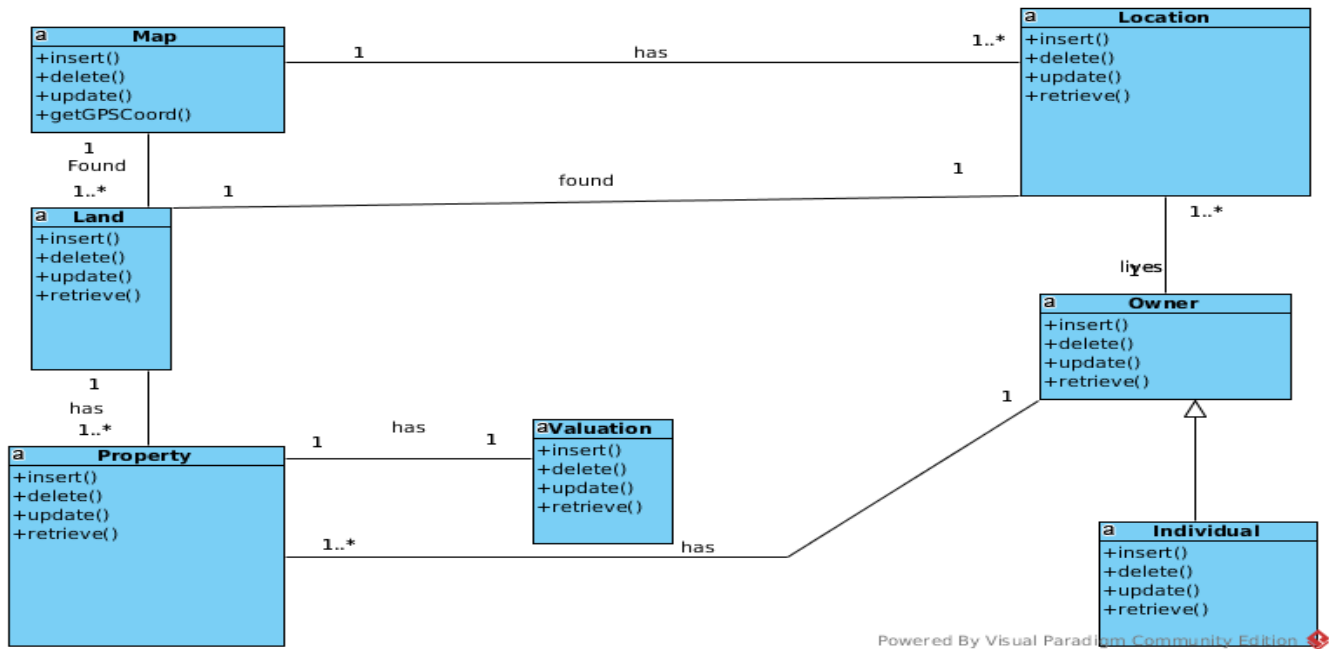 a Map
+insert()
+delete()
+update()
+getGPSCoord()
1 has 1..*
a Location
+insert()
+delete()
+update()
+retrieve()
1
Found
1..*
1 found 1
a Land
+insert()
+delete()
+update()
+retrieve()
1..*
lives
1
a Owner
+insert()
+delete()
+update()
+retrieve()
1
has
1..*
a Property
+insert()
+delete()
+update()
+retrieve()
1 has 1
a Valuation
+insert()
+delete()
+update()
+retrieve()
1..* has 1
a Individual
+insert()
+delete()
+update()
+retrieve()
Powered By Visual Paradigm Community Edition